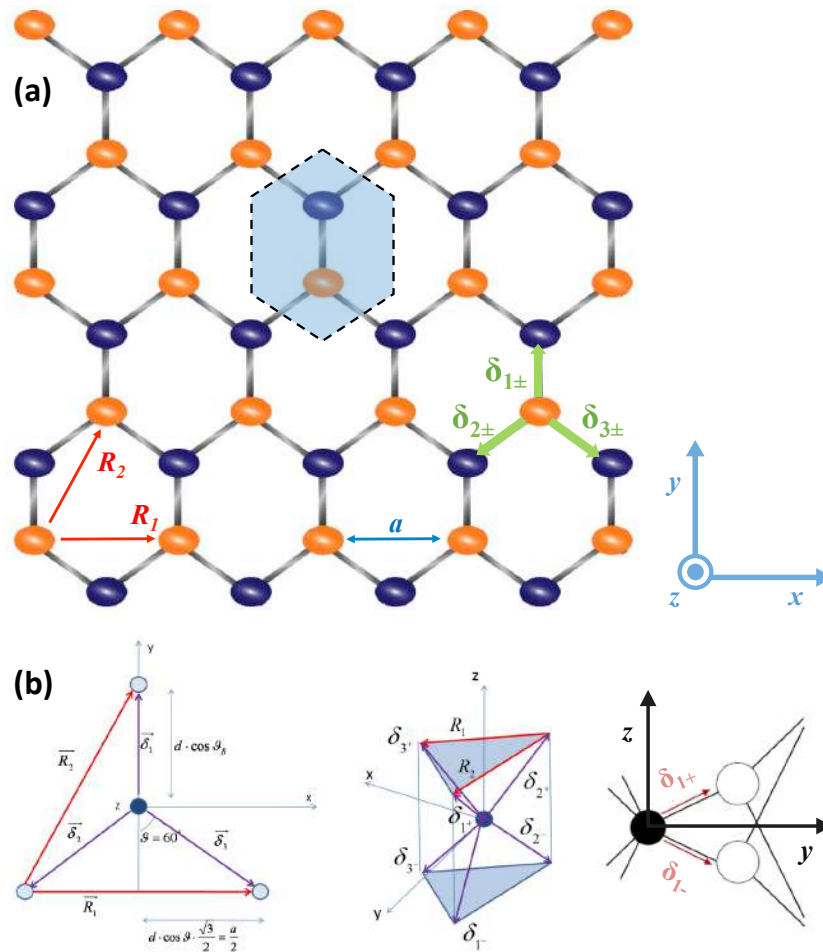 (a)
δ1±
δ2±
δ3±
R2
R1
a
y
z
x
(b)
y
R2
δ1
d · cos ϑB
z
x
δ2
ϑ = 60°
δ3
R1
d · cos ϑ · √3/2 = a/2
z
δ3+
R1
x
R2
δ2+
δ1+
δ2-
δ3-
y
δ1-
z
δ1+
y
δ1-